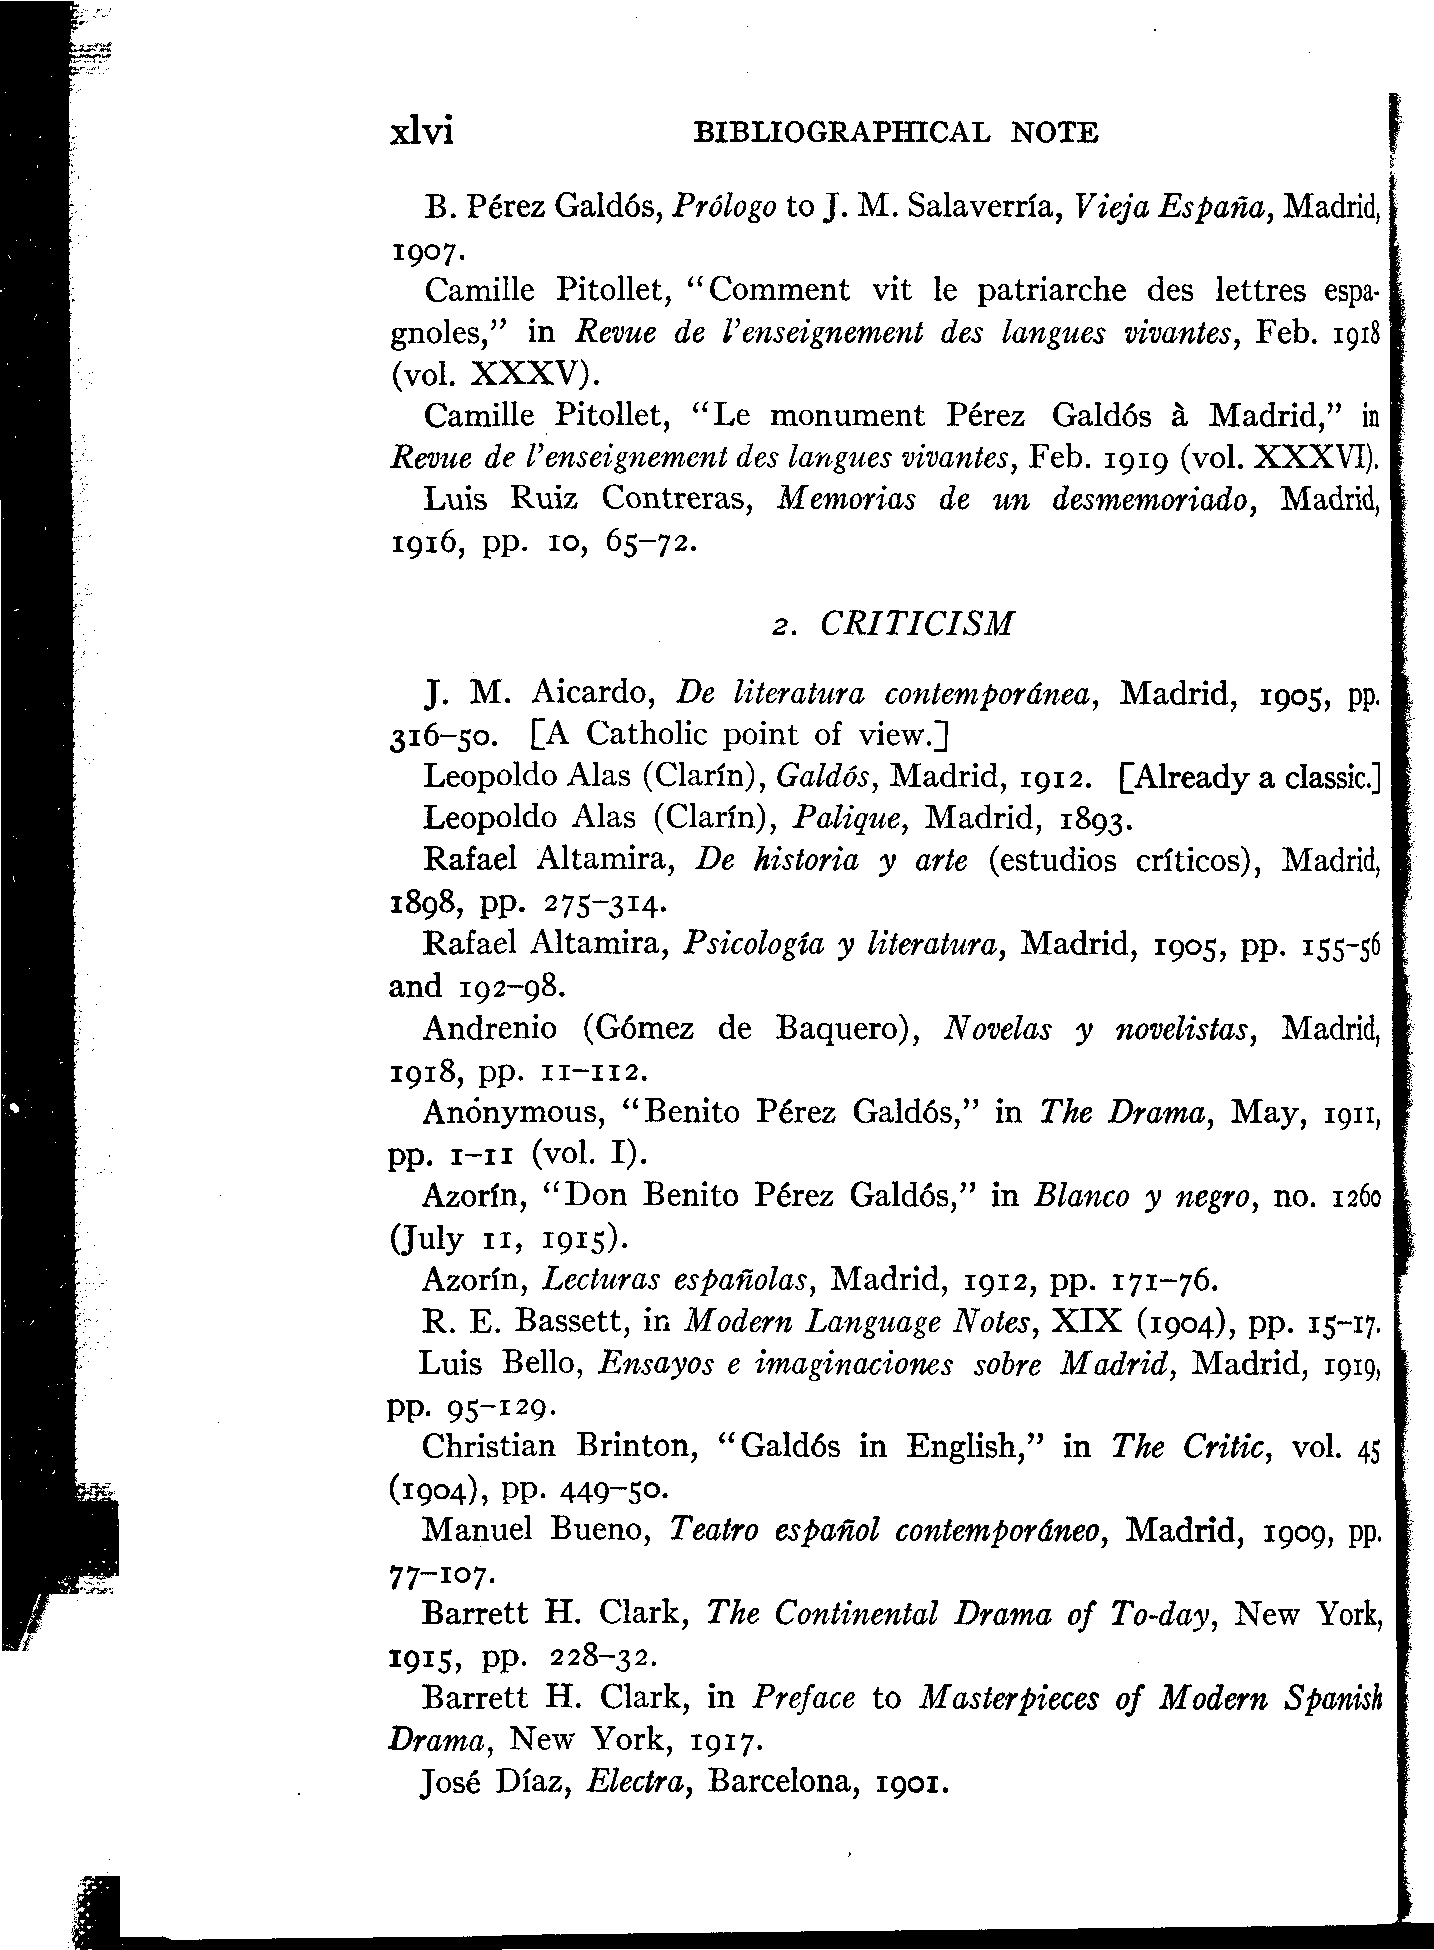 xlvi BIBLIOGRAPHICAL NOTE
B. Pérez Galdós, Prólogo to J. M. Salaverría, Vieja España, Madrid,
1907.
Camille Pitollet, “Comment vit le patriarche des lettres espa-
gnoles,” in Revue de l’enseignement des langues vivantes, Feb. 1918
(vol. XXXV).
Camille Pitollet, “Le monument Pérez Galdós à Madrid,” in
Revue de l’enseignement des langues vivantes, Feb. 1919 (vol. XXXVI).
Luis Ruiz Contreras, Memorias de un desmemoriado, Madrid,
1916, pp. 10, 65–72.
2. CRITICISM
J. M. Aicardo, De literatura contemporánea, Madrid, 1905, pp.
316–50. [A Catholic point of view.]
Leopoldo Alas (Clarín), Galdós, Madrid, 1912. [Already a classic.]
Leopoldo Alas (Clarín), Palique, Madrid, 1893.
Rafael Altamira, De historia y arte (estudios críticos), Madrid,
1898, pp. 275–314.
Rafael Altamira, Psicología y literatura, Madrid, 1905, pp. 155–56
and 192–98.
Andrenio (Gómez de Baquero), Novelas y novelistas, Madrid,
1918, pp. 11–112.
Anónymous, “Benito Pérez Galdós,” in The Drama, May, 1911,
pp. 1–11 (vol. I).
Azorín, “Don Benito Pérez Galdós,” in Blanco y negro, no. 1260
(July 11, 1915).
Azorín, Lecturas españolas, Madrid, 1912, pp. 171–76.
R. E. Bassett, in Modern Language Notes, XIX (1904), pp. 15–17.
Luis Bello, Ensayos e imaginaciones sobre Madrid, Madrid, 1919,
pp. 95–129.
Christian Brinton, “Galdós in English,” in The Critic, vol. 45
(1904), pp. 449–50.
Manuel Bueno, Teatro español contemporáneo, Madrid, 1909, pp.
77–107.
Barrett H. Clark, The Continental Drama of To-day, New York,
1915, pp. 228–32.
Barrett H. Clark, in Preface to Masterpieces of Modern Spanish
Drama, New York, 1917.
José Díaz, Electra, Barcelona, 1901.